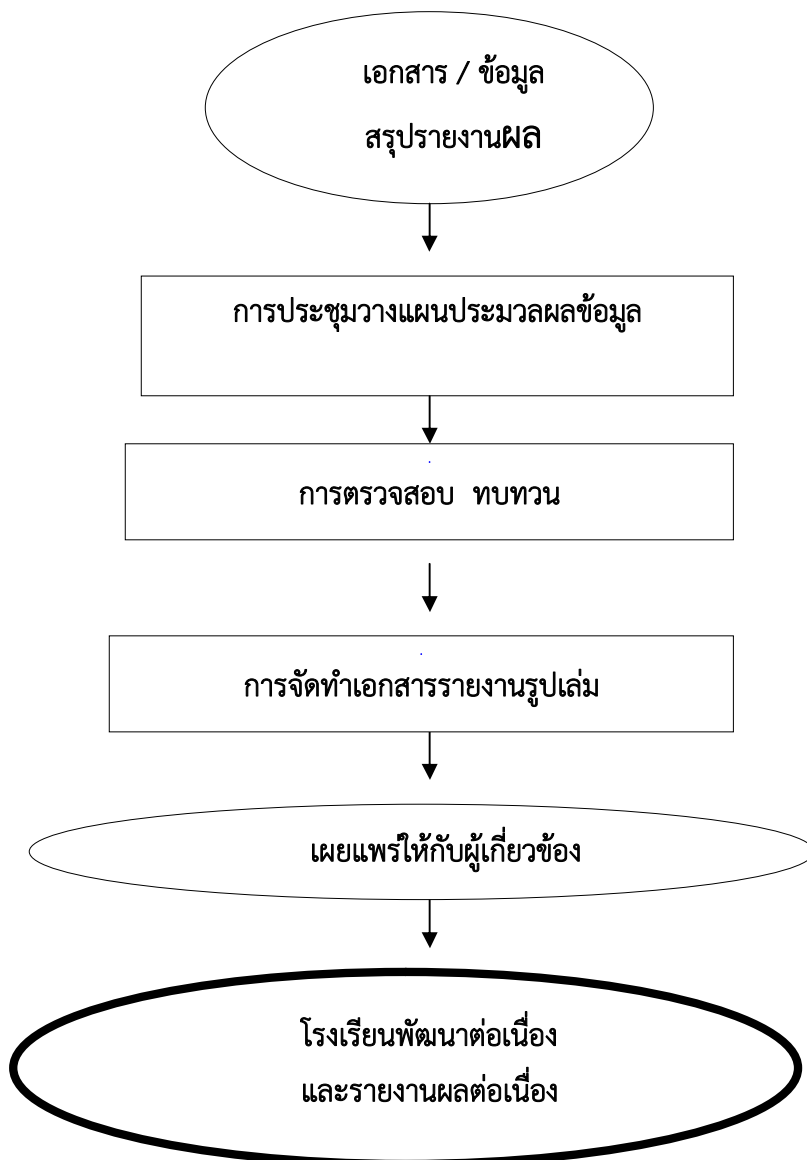 เอกสาร / ข้อมูล
สรุปรายงานผล
การประชุมวางแผนประมวลผลข้อมูล
การตรวจสอบ ทบทวน
การจัดทำเอกสารรายงานรูปเล่ม
เผยแพร่ให้กับผู้เกี่ยวข้อง
โรงเรียนพัฒนาต่อเนื่อง
และรายงานผลต่อเนื่อง